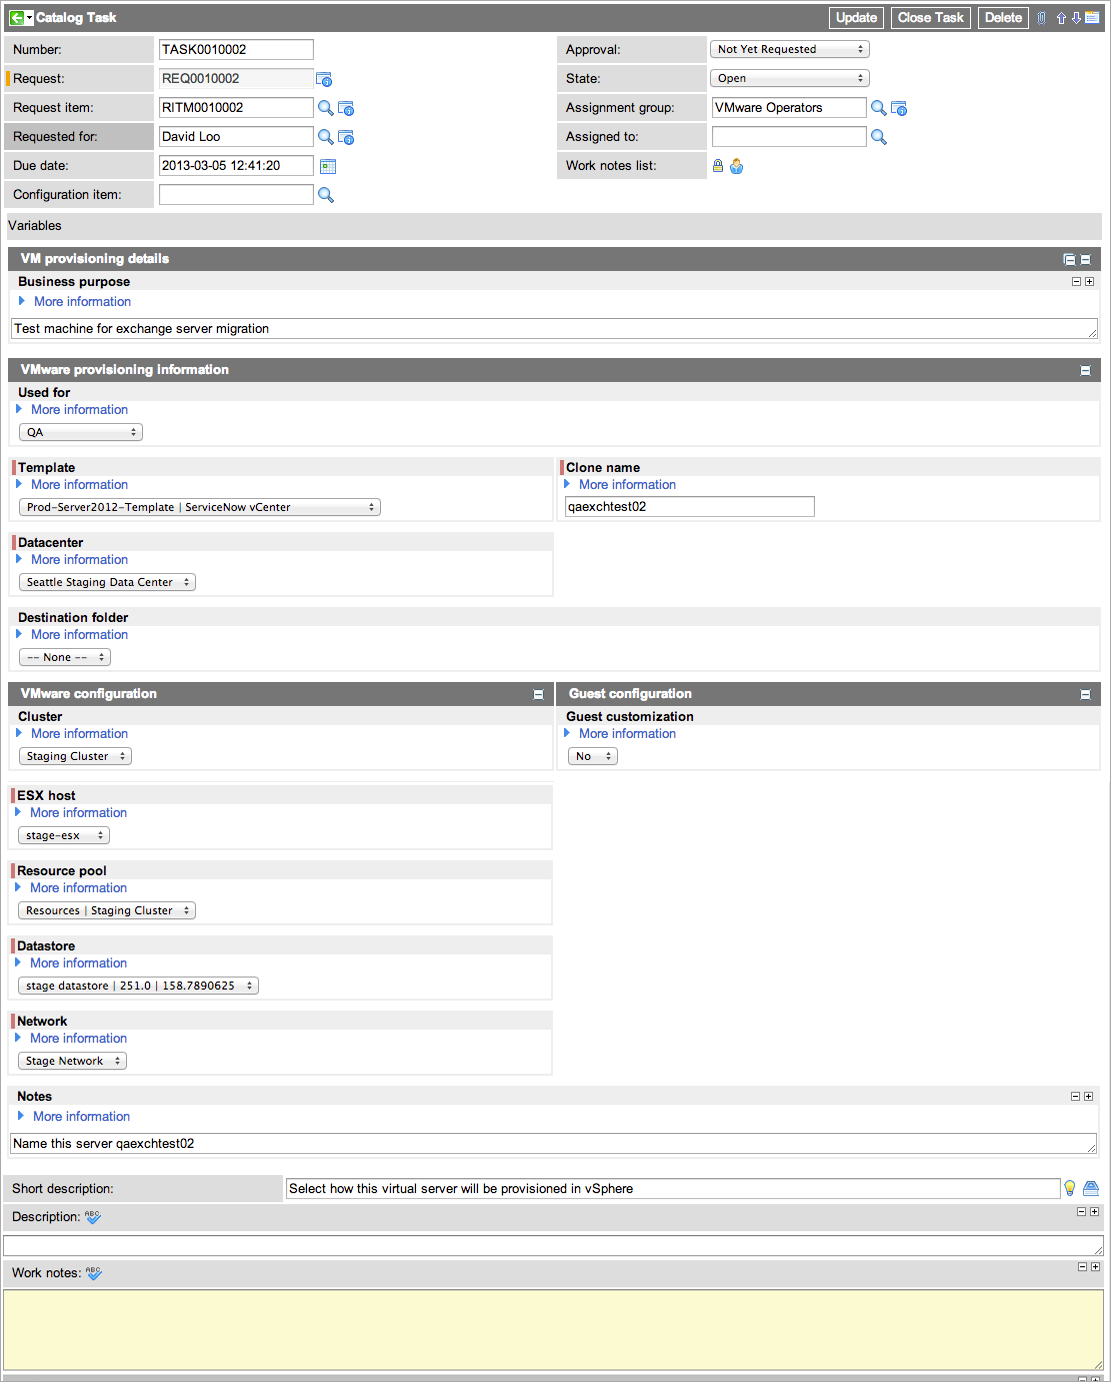 Catalog Task Update Close Task Delete
Number: TASK0010002 Approval: Not Yet Requested
Request: REQ0010002 State: Open
Request item: RITM0010002 Assignment group: VMware Operators
Requested for: David Loo Assigned to:
Due date: 2013-03-05 12:41:20 Work notes list:
Configuration item:
Variables
VM provisioning details
Business purpose
More information
Test machine for exchange server migration
VMware provisioning information
Used for
More information
QA
Template Clone name
More information More information
Prod-Server2012-Template | ServiceNow vCenter qaexchtest02
Datacenter
More information
Seattle Staging Data Center
Destination folder
More information
-- None --
VMware configuration Guest configuration
Cluster Guest customization
More information More information
Staging Cluster No
ESX host
More information
stage-esx
Resource pool
More information
Resources | Staging Cluster
Datastore
More information
stage datastore | 251.0 | 158.7890625
Network
More information
Stage Network
Notes
More information
Name this server qaexchtest02
Short description: Select how this virtual server will be provisioned in vSphere
Description: ABC
Work notes: ABC